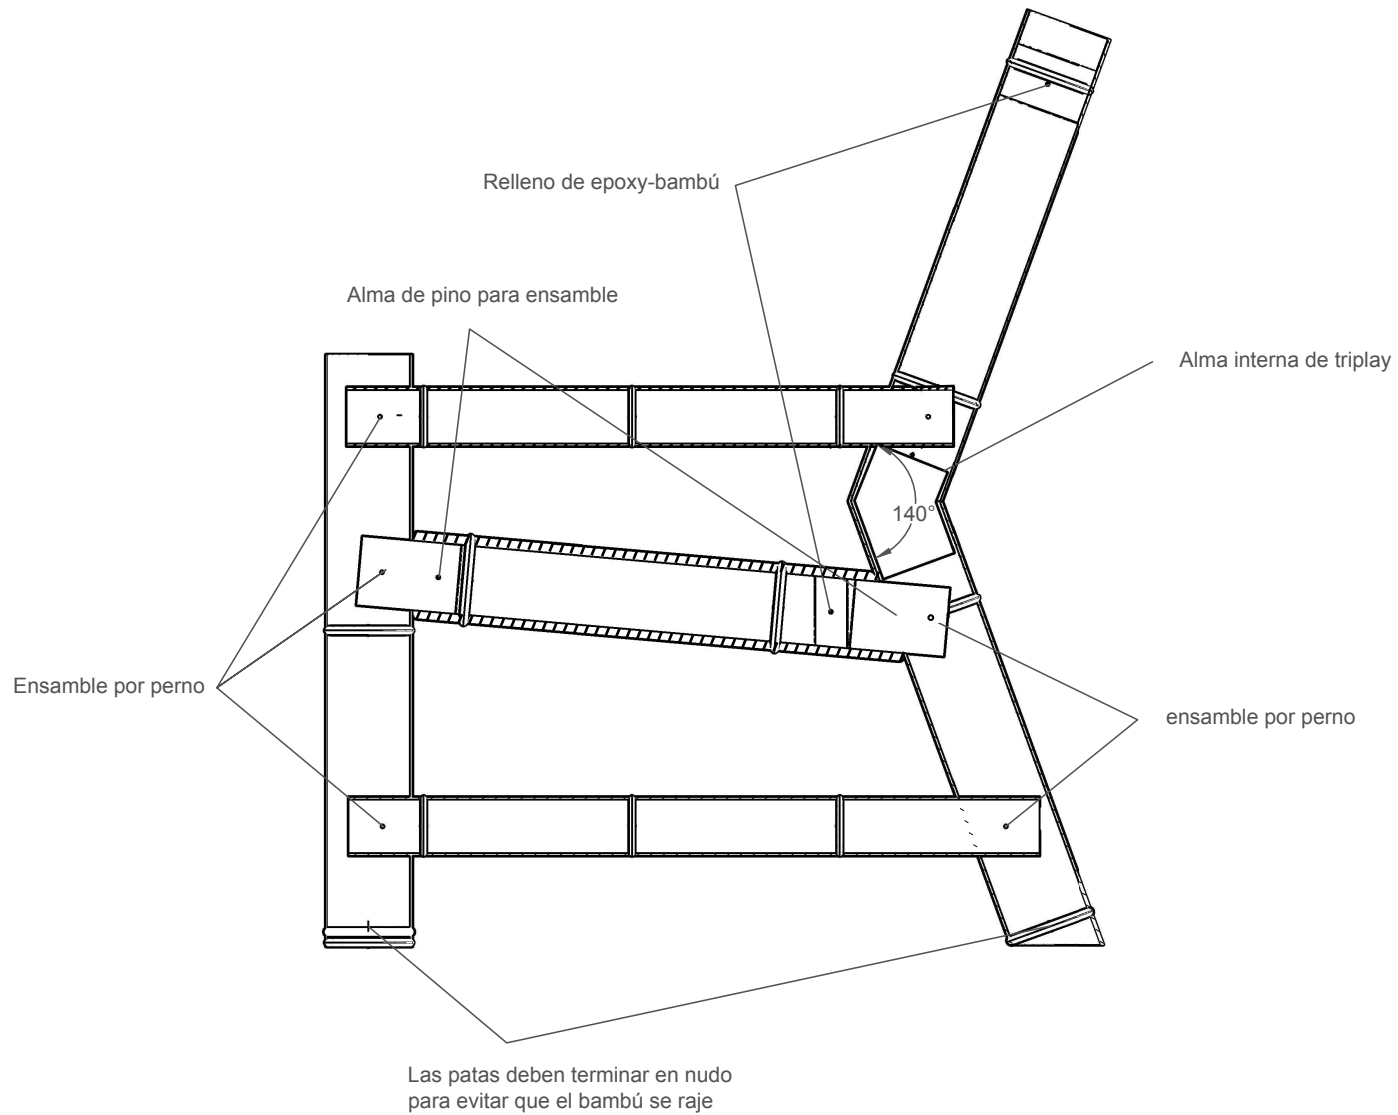 Relleno de epoxy-bambú
Alma de pino para ensamble
Alma interna de triplay
140°
Ensamble por perno
ensamble por perno
Las patas deben terminar en nudo
para evitar que el bambú se raje